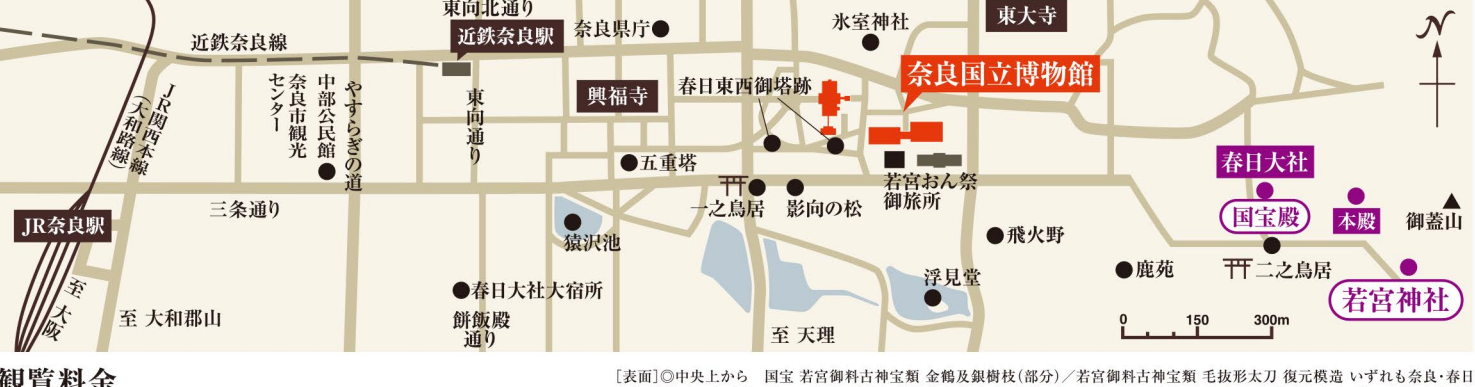 東向北通り
近鉄奈良線
近鉄奈良駅
奈良県庁
氷室神社
東大寺
N
奈良国立博物館
春日東西御塔跡
興福寺
東向通り
JR関西本線
(大和路線)
やすらぎの道
中部公民館
奈良市観光
センター
五重塔
若宮おん祭
御旅所
春日大社
国宝殿
本殿
御蓋山
三条通り
一之鳥居
影向の松
JR奈良駅
猿沢池
飛火野
鹿苑
二之鳥居
若宮神社
浮見堂
春日大社大宿所
餅飯殿
通り
至 大阪
至 大和郡山
至 天理
0 150 300m
観覧料金
[表面]◎中央上から 国宝 若宮御料古神宝類 金鶴及銀樹枝(部分)/若宮御料古神宝類 毛抜形太刀 復元模造 いずれも奈良・春日